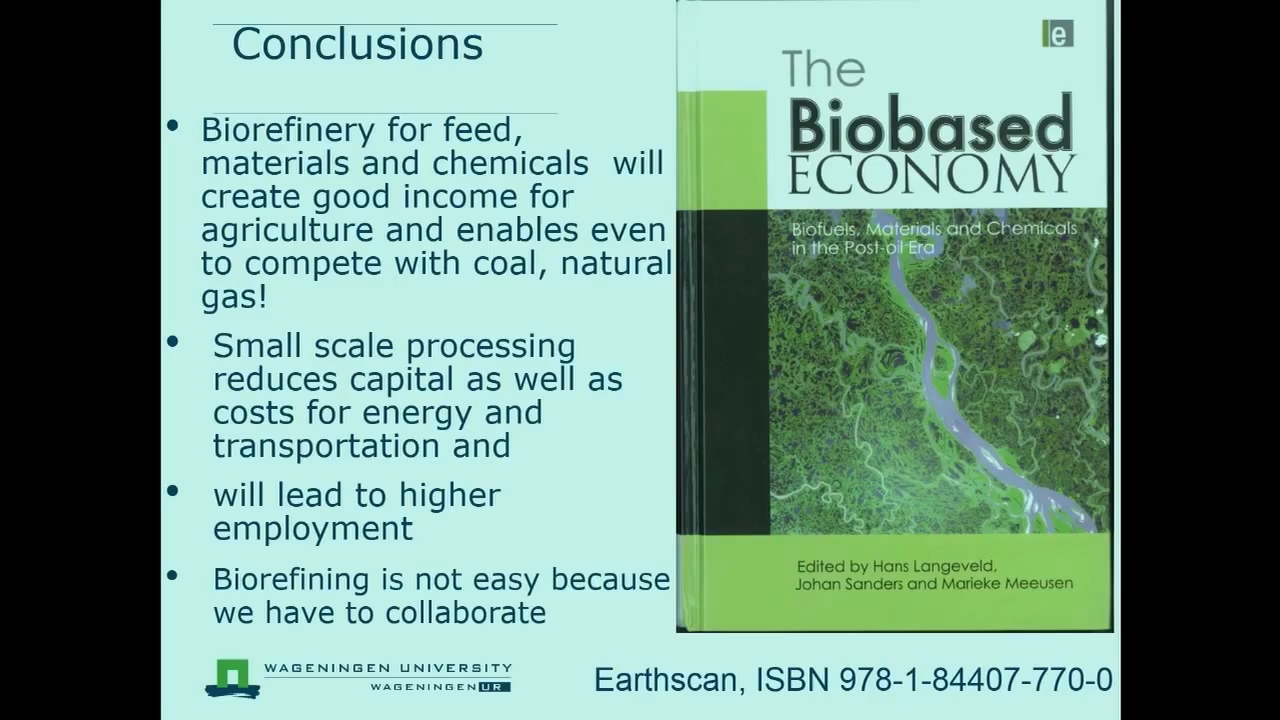 Conclusions
• Biorefinery for feed,
materials and chemicals will
create good income for
agriculture and enables even
to compete with coal, natural
gas!
• Small scale processing
reduces capital as well as
costs for energy and
transportation and
• will lead to higher
employment
• Biorefining is not easy because
we have to collaborate
WAGENINGEN UNIVERSITY
WAGENINGEN UR
e
The
Biobased
ECONOMY
Biofuels, Materials and Chemicals
in the Post-oil Era
Edited by Hans Langeveld,
Johan Sanders and Marieke Meeusen
Earthscan, ISBN 978-1-84407-770-0